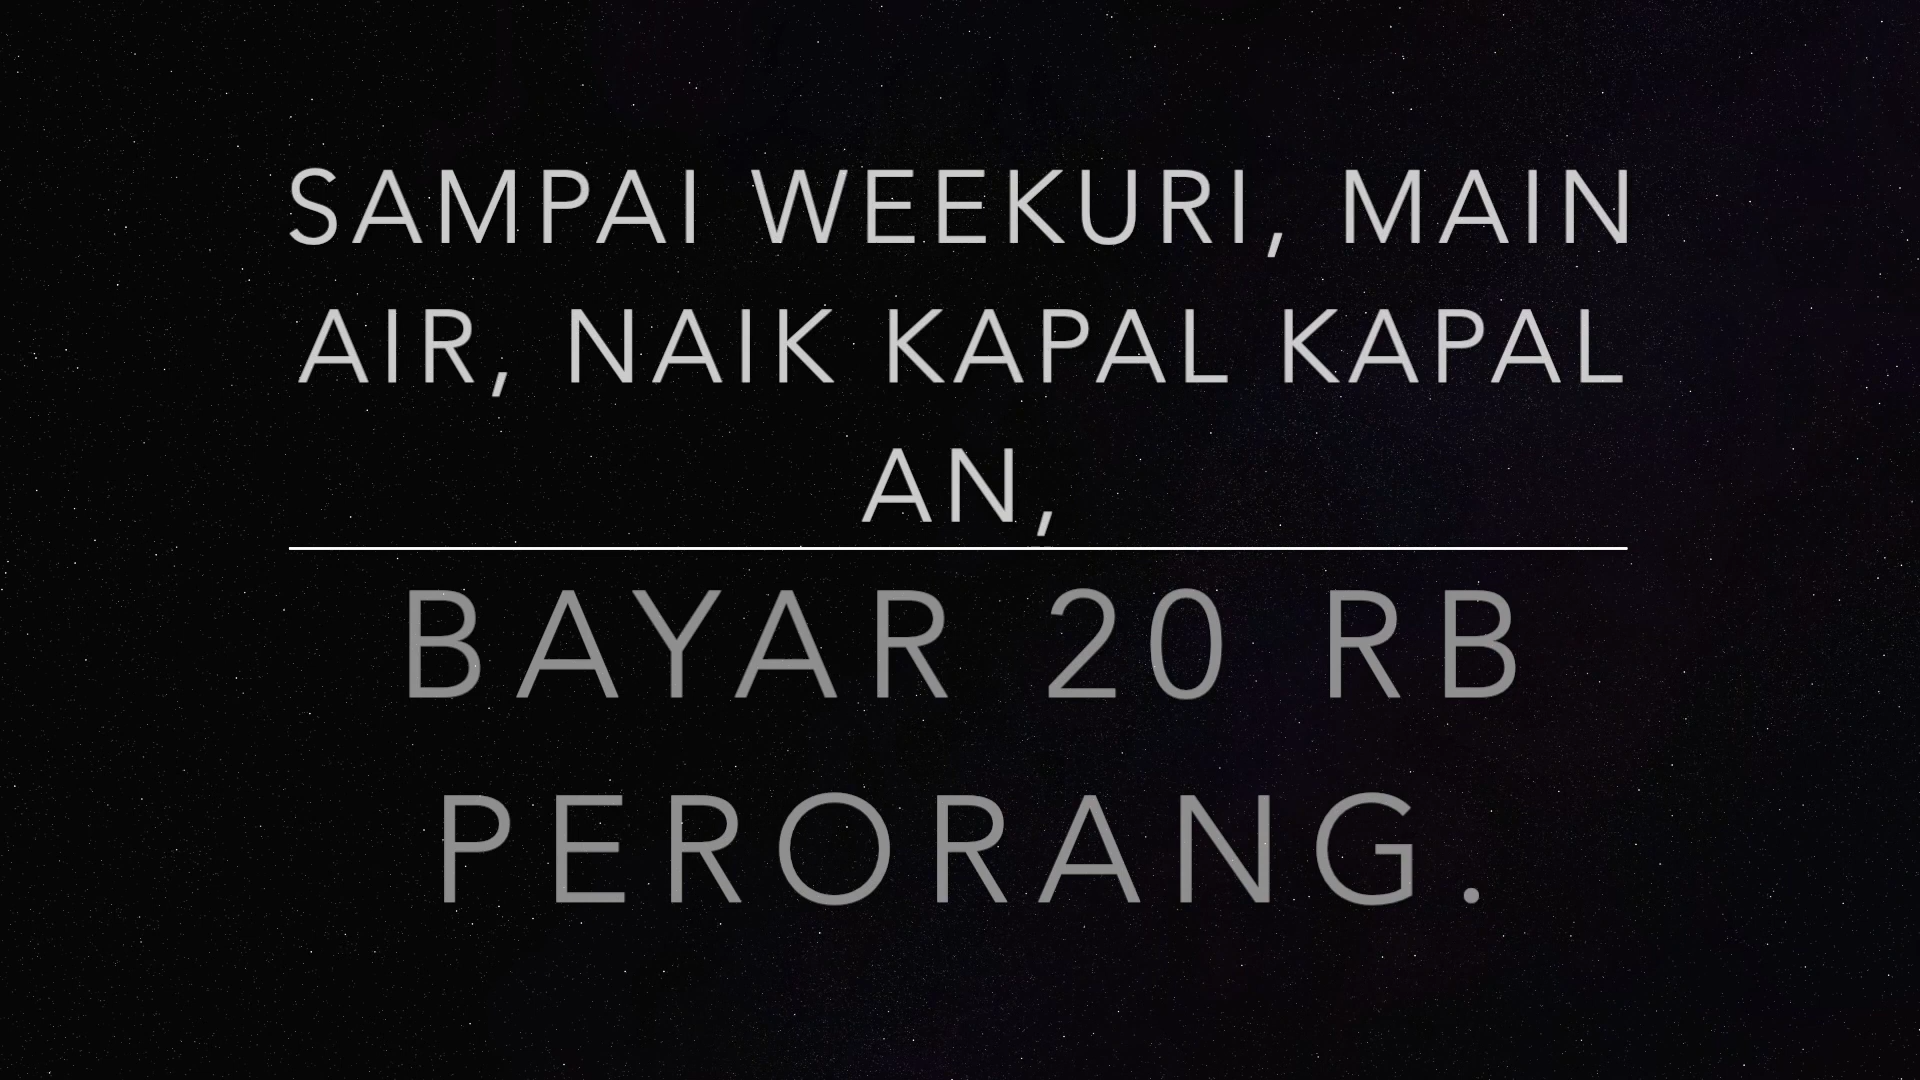 SAMPAI WEEKURI, MAIN
AIR, NAIK KAPAL KAPAL
AN,
BAYAR 20 RB
PERORANG.